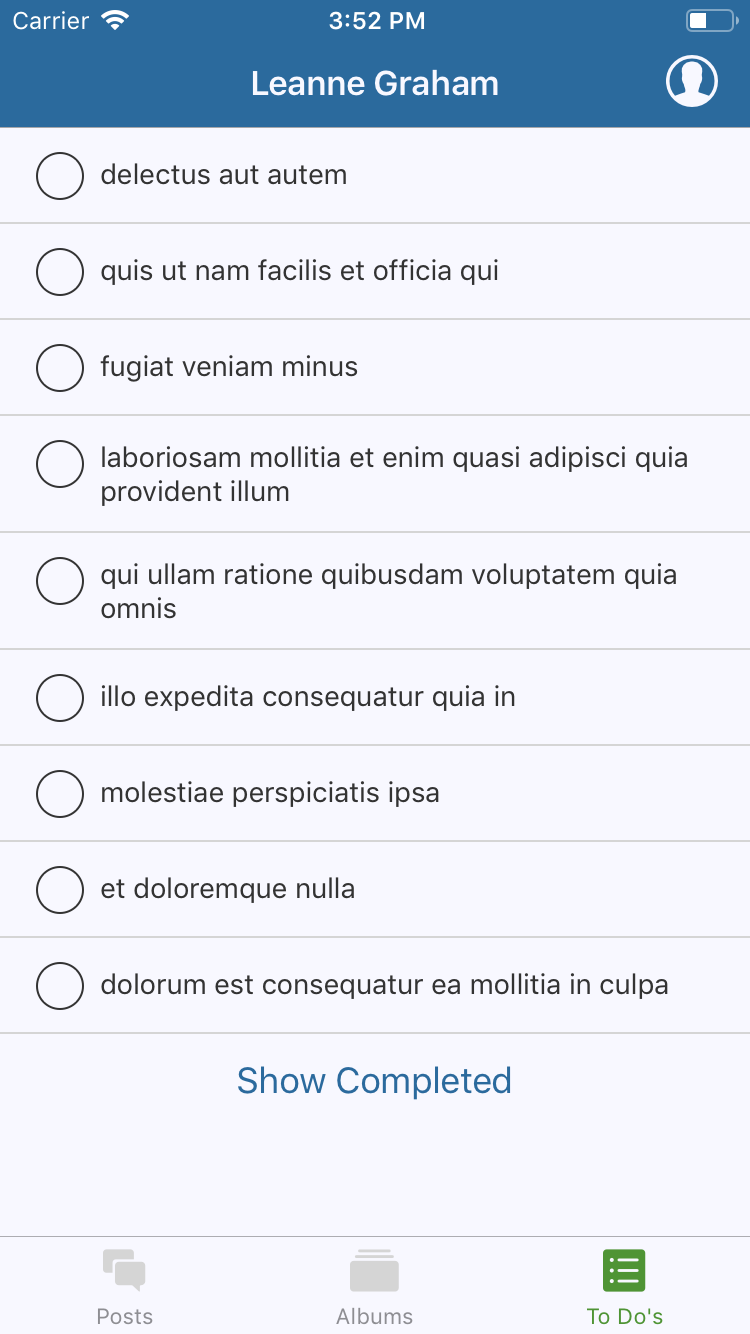 Carrier 3:52 PM
Leanne Graham
delectus aut autem
quis ut nam facilis et officia qui
fugiat veniam minus
laboriosam mollitia et enim quasi adipisci quia
provident illum
qui ullam ratione quibusdam voluptatem quia
omnis
illo expedita consequatur quia in
molestiae perspiciatis ipsa
et doloremque nulla
dolorum est consequatur ea mollitia in culpa
Show Completed
Posts Albums To Do's